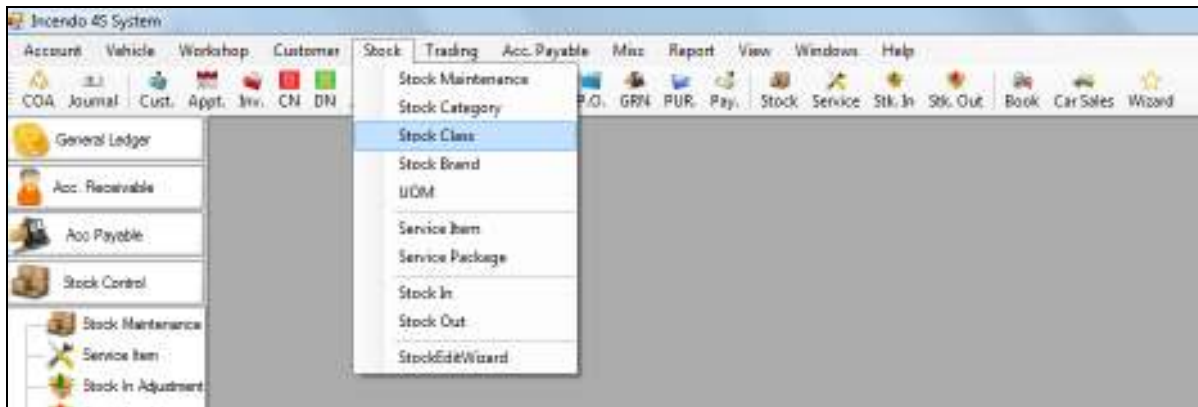 Incendo 4S System
Account Vehicle Workshop Customer Stock Trading Acc. Payable Misc Report View Windows Help
COA Journal Cust. Appt. Inv. CN DN P.O. GRN PUR. Pay. Stock Service Stk. In Stk. Out Book Car Sales Wizard
Stock Maintenance
Stock Category
Stock Class
Stock Brand
UOM
Service Item
Service Package
Stock In
Stock Out
StockEditWizard
General Ledger
Acc. Receivable
Acc Payable
Stock Control
Stock Maintenance
Service Item
Stock In Adjustment